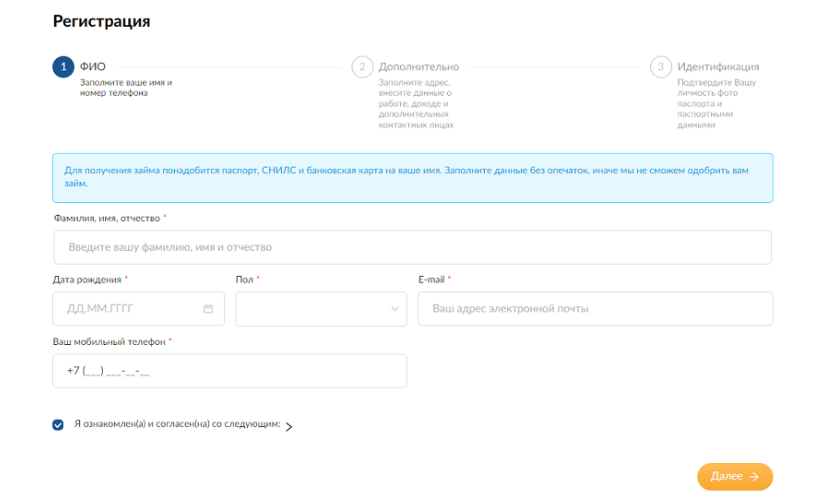 Регистрация
1 ФИО
Заполните ваше имя и
номер телефона
2 Дополнительно
Заполните адрес,
внесите данные о
работе, доходе и
дополнительных
контактных лицах
3 Идентификация
Подтвердите Вашу
личность фото
паспорта и
паспортными
данными
Для получения займа понадобится паспорт, СНИЛС и банковская карта на ваше имя. Заполните данные без опечаток, иначе мы не сможем одобрить вам
займ.
Фамилия, имя, отчество *
Введите вашу фамилию, имя и отчество
Дата рождения * Пол * E-mail *
ДД.ММ.ГГГГ Ваш адрес электронной почты
Ваш мобильный телефон *
+7 (___) ___-__-__
Я ознакомлен(а) и согласен(на) со следующим:
Далее →